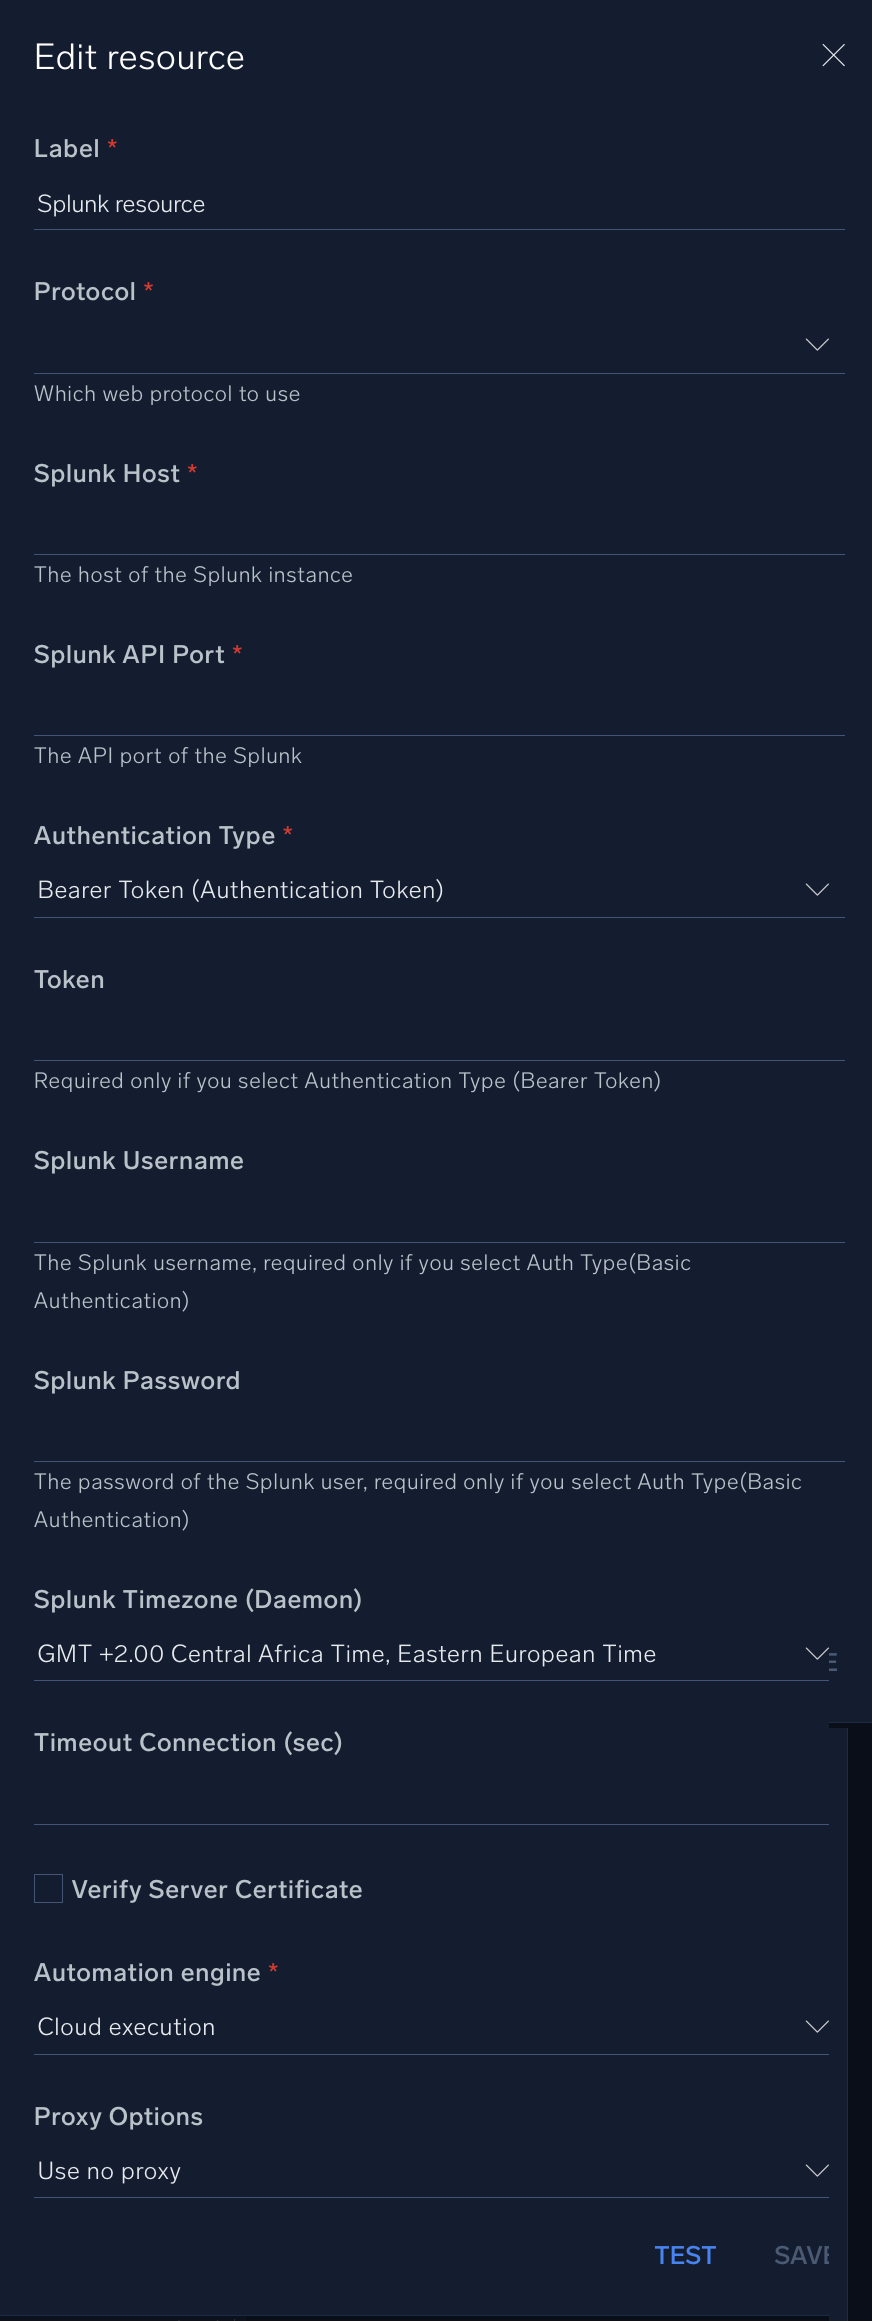 Edit resource
Label *
Splunk resource
Protocol *
Which web protocol to use
Splunk Host *
The host of the Splunk instance
Splunk API Port *
The API port of the Splunk
Authentication Type *
Bearer Token (Authentication Token)
Token
Required only if you select Authentication Type (Bearer Token)
Splunk Username
The Splunk username, required only if you select Auth Type(Basic
Authentication)
Splunk Password
The password of the Splunk user, required only if you select Auth Type(Basic
Authentication)
Splunk Timezone (Daemon)
GMT +2.00 Central Africa Time, Eastern European Time
Timeout Connection (sec)
Verify Server Certificate
Automation engine *
Cloud execution
Proxy Options
Use no proxy
TEST SAVE